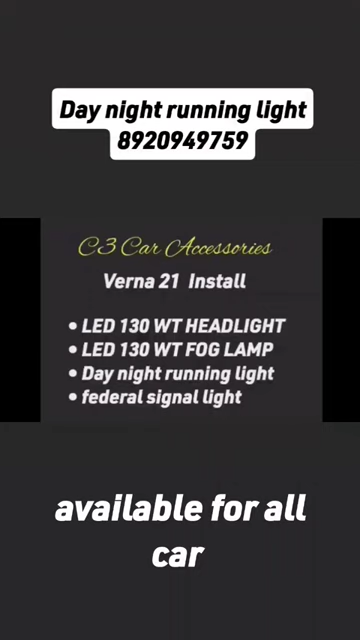 Day night running light
8920949759
C3 Car Accessories
Verna 21 Install
• LED 130 WT HEADLIGHT
• LED 130 WT FOG LAMP
• Day night running light
• federal signal light
available for all
car